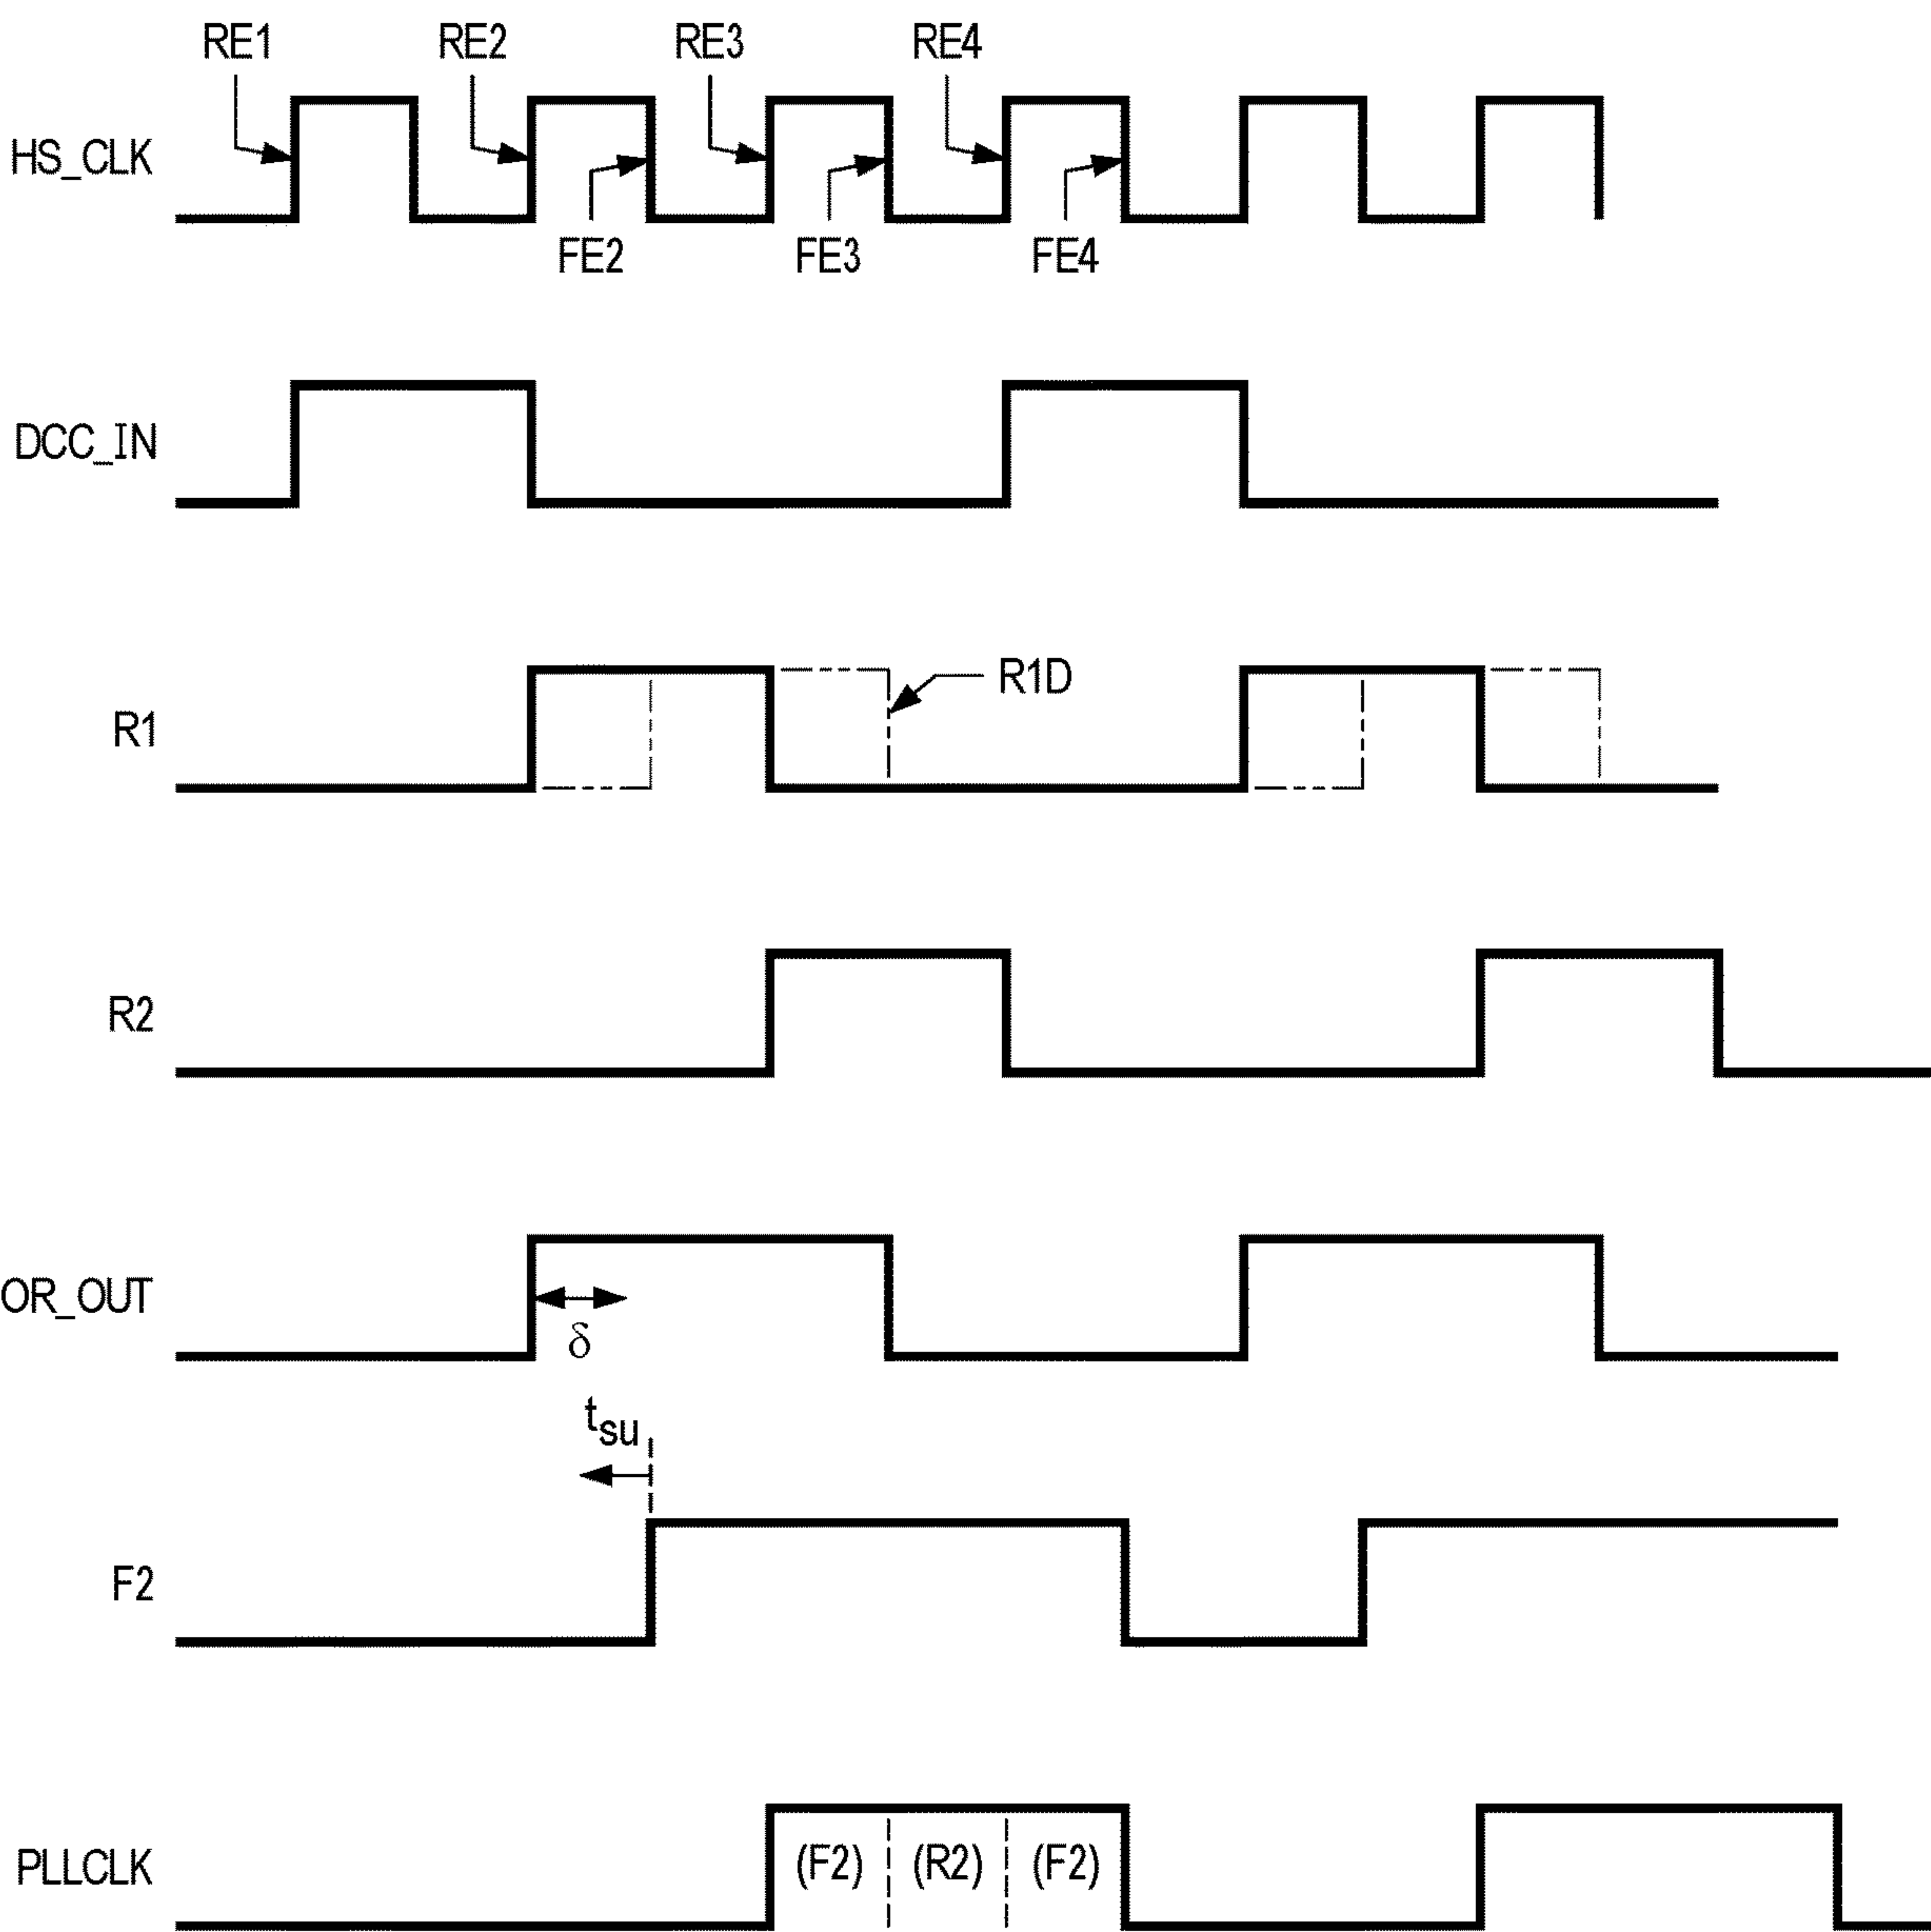 RE1 RE2 RE3 RE4
HS_CLK
FE2 FE3 FE4
DCC_IN
R1D
R1
R2
OR_OUT
δ
tsu
F2
PLLCLK (F2) (R2) (F2)